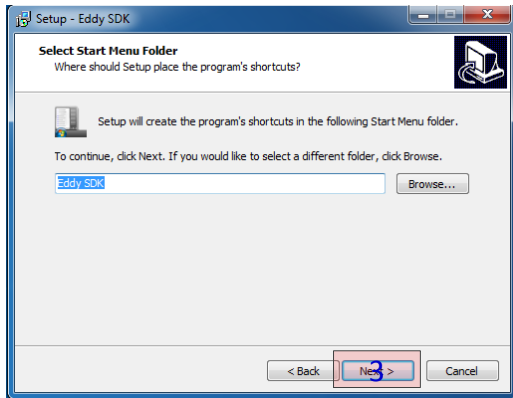 Setup - Eddy SDK
Select Start Menu Folder
Where should Setup place the program's shortcuts?
Setup will create the program's shortcuts in the following Start Menu folder.
To continue, click Next. If you would like to select a different folder, click Browse.
Eddy SDK
Browse...
< Back
Next >
3
Cancel